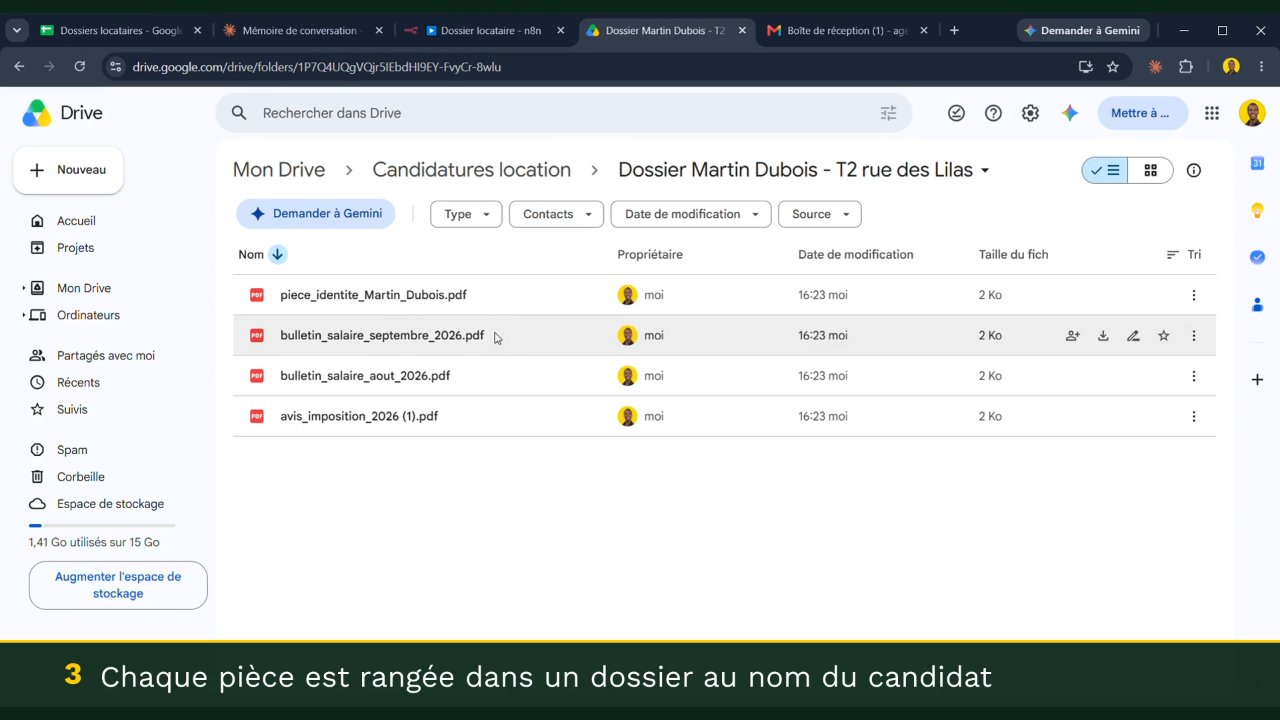 Dossiers locataires - Google
Mémoire de conversation -
Dossier locataire - n8n
Dossier Martin Dubois - T2
Boîte de réception (1) - age
Demander à Gemini
drive.google.com/drive/folders/1P7Q4UQgVQjr5IEbdHI9EY-FvyCr-8wlu
Drive
Rechercher dans Drive
Mettre à ...
Nouveau
Mon Drive > Candidatures location > Dossier Martin Dubois - T2 rue des Lilas
31
Accueil
Demander à Gemini
Type
Contacts
Date de modification
Source
Projets
Nom
Propriétaire
Date de modification
Taille du fich
Tri
Mon Drive
PDF piece_identite_Martin_Dubois.pdf moi 16:23 moi 2 Ko
Ordinateurs
PDF bulletin_salaire_septembre_2026.pdf moi 16:23 moi 2 Ko
Partagés avec moi
PDF bulletin_salaire_aout_2026.pdf moi 16:23 moi 2 Ko
Récents
Suivis
PDF avis_imposition_2026 (1).pdf moi 16:23 moi 2 Ko
Spam
Corbeille
Espace de stockage
1,41 Go utilisés sur 15 Go
Augmenter l'espace de
stockage
3 Chaque pièce est rangée dans un dossier au nom du candidat